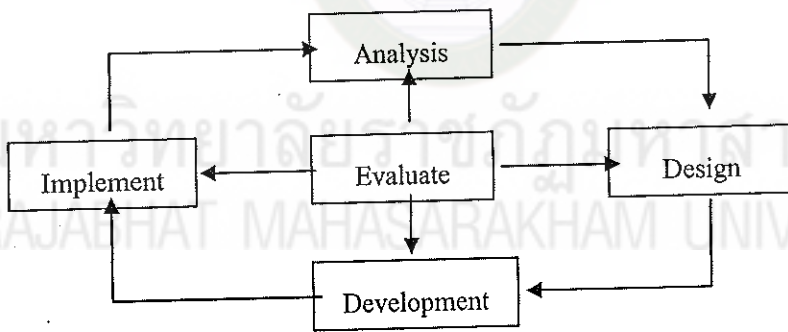 Analysis
Implement
Evaluate
Design
Development
หาวิทยาลัยราชภัฏมหาสา
RAJABHAT MAHASARAKHAM UNIV